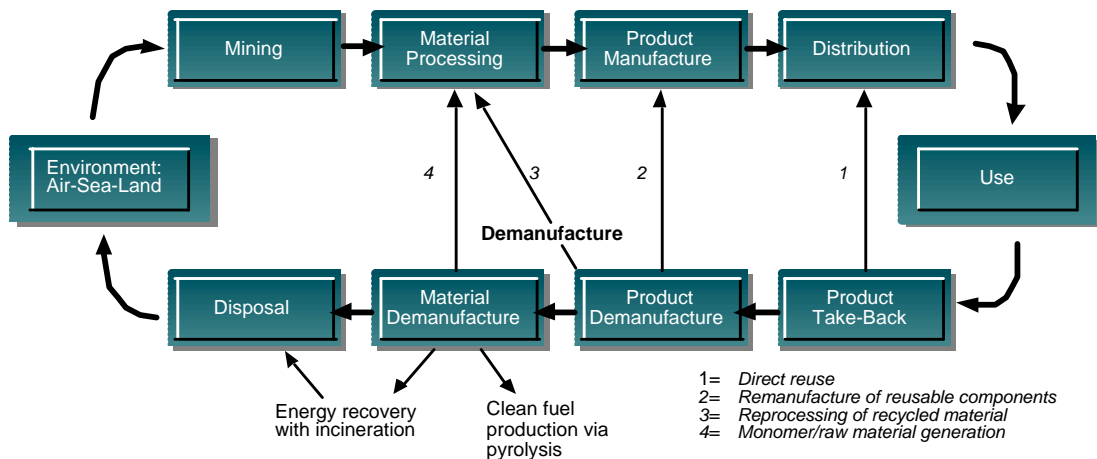 Mining
Material
Processing
Product
Manufacture
Distribution
Environment:
Air-Sea-Land
Use
4
3
2
1
Demanufacture
Disposal
Material
Demanufacture
Product
Demanufacture
Product
Take-Back
Energy recovery
with incineration
Clean fuel
production via
pyrolysis
1= Direct reuse
2= Remanufacture of reusable components
3= Reprocessing of recycled material
4= Monomer/raw material generation